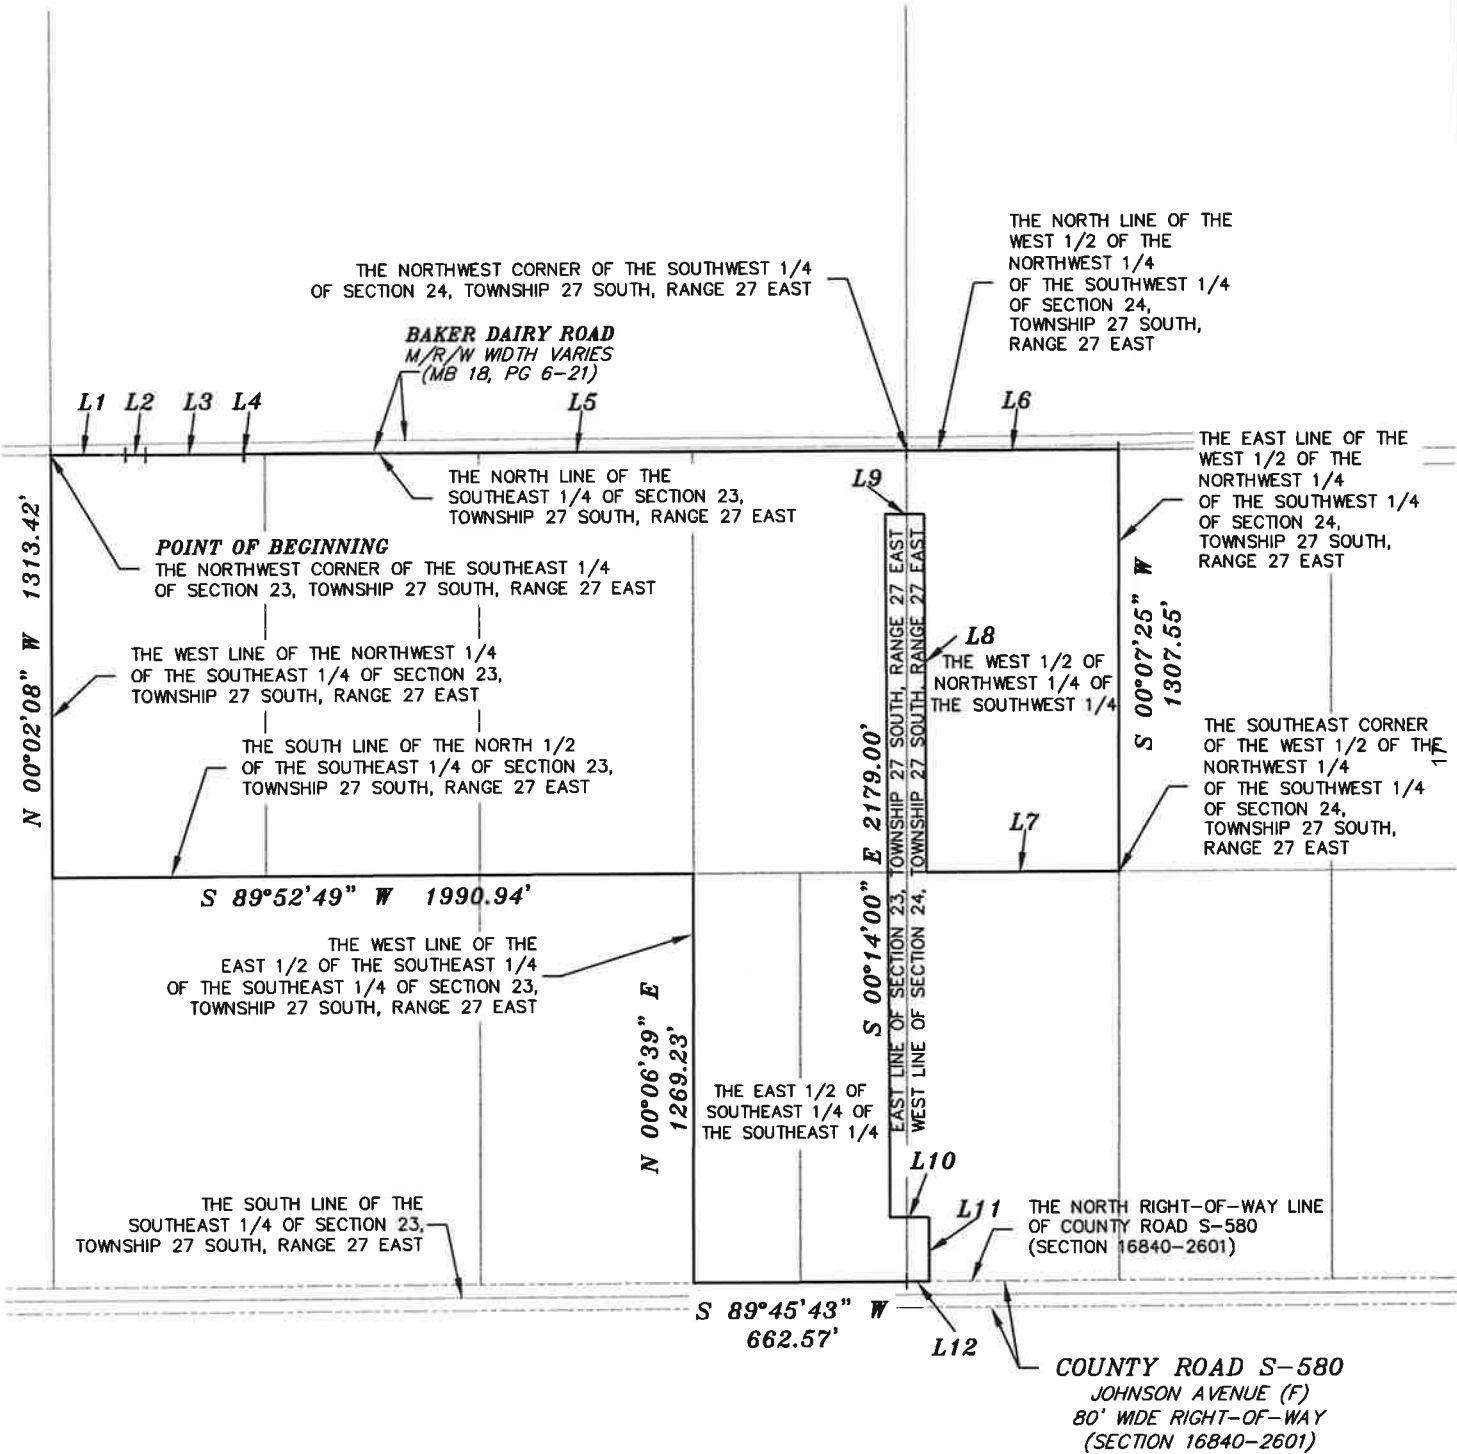 THE NORTH LINE OF THE
WEST 1/2 OF THE
NORTHWEST 1/4
OF THE SOUTHWEST 1/4
OF SECTION 24,
TOWNSHIP 27 SOUTH,
RANGE 27 EAST
THE NORTHWEST CORNER OF THE SOUTHWEST 1/4
OF SECTION 24, TOWNSHIP 27 SOUTH, RANGE 27 EAST
BAKER DAIRY ROAD
M/R/W WIDTH VARIES
(MB 18, PG 6-21)
L1
L2
L3
L4
L5
L6
THE EAST LINE OF THE
WEST 1/2 OF THE
NORTHWEST 1/4
OF THE SOUTHWEST 1/4
OF SECTION 24,
TOWNSHIP 27 SOUTH,
RANGE 27 EAST
THE NORTH LINE OF THE
SOUTHEAST 1/4 OF SECTION 23,
TOWNSHIP 27 SOUTH, RANGE 27 EAST
L9
POINT OF BEGINNING
THE NORTHWEST CORNER OF THE SOUTHEAST 1/4
OF SECTION 23, TOWNSHIP 27 SOUTH, RANGE 27 EAST
N 00°02'08" W 1313.42'
THE WEST LINE OF THE NORTHWEST 1/4
OF THE SOUTHEAST 1/4 OF SECTION 23,
TOWNSHIP 27 SOUTH, RANGE 27 EAST
L8
THE WEST 1/2 OF
NORTHWEST 1/4 OF
THE SOUTHWEST 1/4
S 00°07'25" W
1307.55'
THE SOUTH LINE OF THE NORTH 1/2
OF THE SOUTHEAST 1/4 OF SECTION 23,
TOWNSHIP 27 SOUTH, RANGE 27 EAST
S 00°14'00" E 2179.00'
EAST LINE OF SECTION 23, TOWNSHIP 27 SOUTH, RANGE 27 EAST
WEST LINE OF SECTION 24, TOWNSHIP 27 SOUTH, RANGE 27 EAST
THE SOUTHEAST CORNER
OF THE WEST 1/2 OF THE
NORTHWEST 1/4
OF THE SOUTHWEST 1/4
OF SECTION 24,
TOWNSHIP 27 SOUTH,
RANGE 27 EAST
17
L7
S 89°52'49" W 1990.94'
THE WEST LINE OF THE
EAST 1/2 OF THE SOUTHEAST 1/4
OF THE SOUTHEAST 1/4 OF SECTION 23,
TOWNSHIP 27 SOUTH, RANGE 27 EAST
N 00°06'39" E
1269.23'
THE EAST 1/2 OF
SOUTHEAST 1/4 OF
THE SOUTHEAST 1/4
L10
L11
THE SOUTH LINE OF THE
SOUTHEAST 1/4 OF SECTION 23,
TOWNSHIP 27 SOUTH, RANGE 27 EAST
THE NORTH RIGHT-OF-WAY LINE
OF COUNTY ROAD S-580
(SECTION 16840-2601)
S 89°45'43" W
662.57'
L12
COUNTY ROAD S-580
JOHNSON AVENUE (F)
80' WIDE RIGHT-OF-WAY
(SECTION 16840-2601)